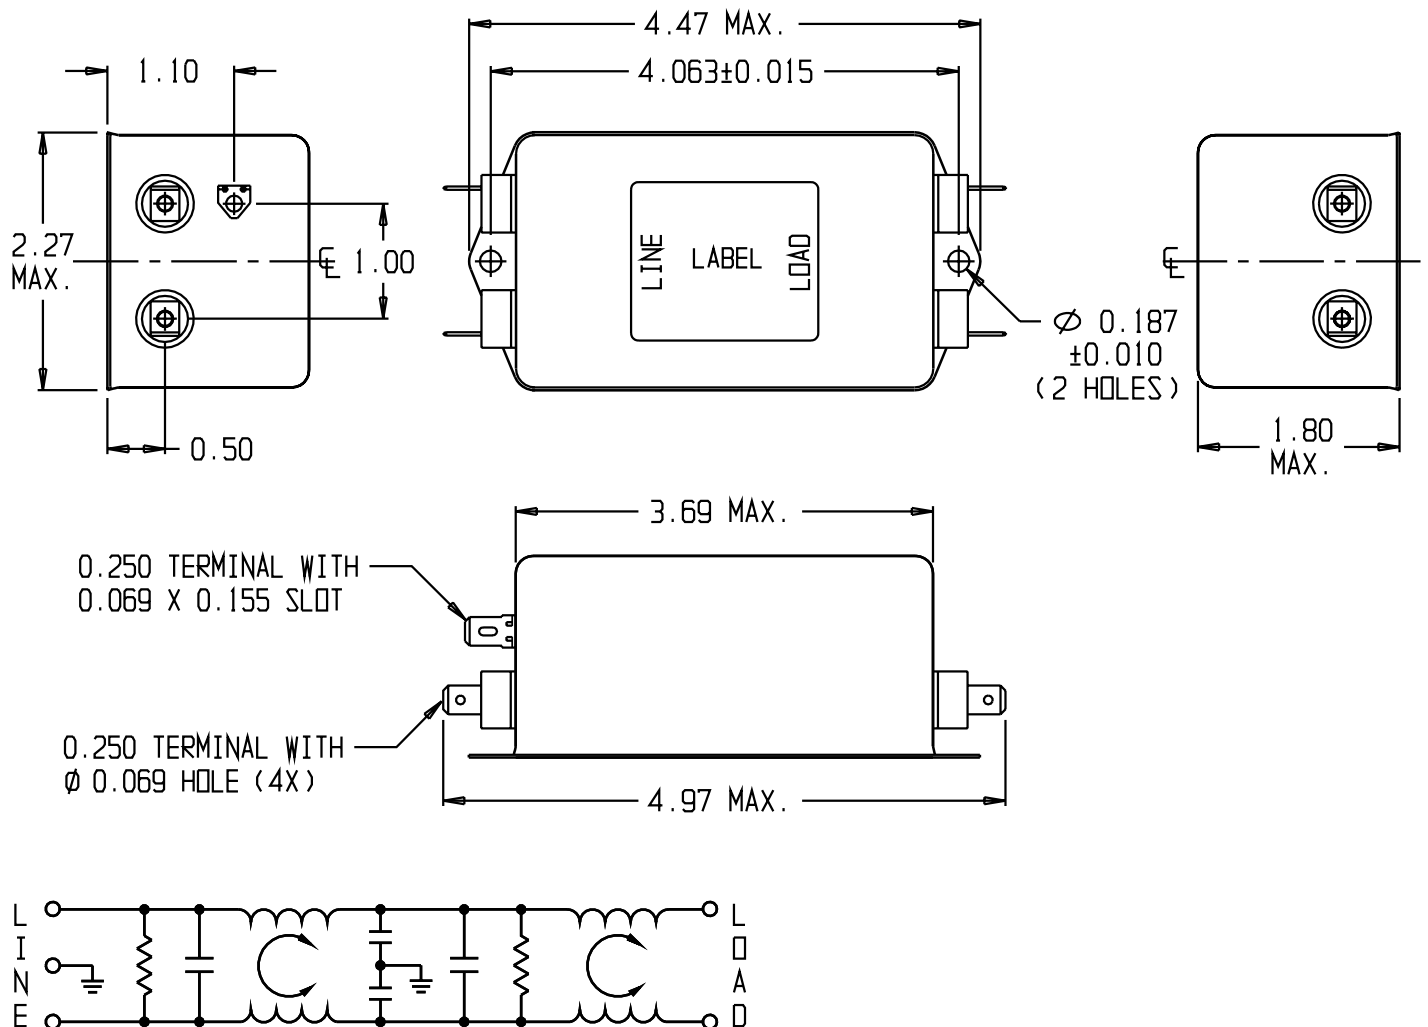 4.47 MAX.
4.063±0.015
1.10
2.27
MAX.
1.00
0.50
LINE
LABEL
LOAD
Ø 0.187
±0.010
(2 HOLES)
1.80
MAX.
3.69 MAX.
0.250 TERMINAL WITH
0.069 X 0.155 SLOT
0.250 TERMINAL WITH
Ø 0.069 HOLE (4X)
4.97 MAX.
LINE
LOAD